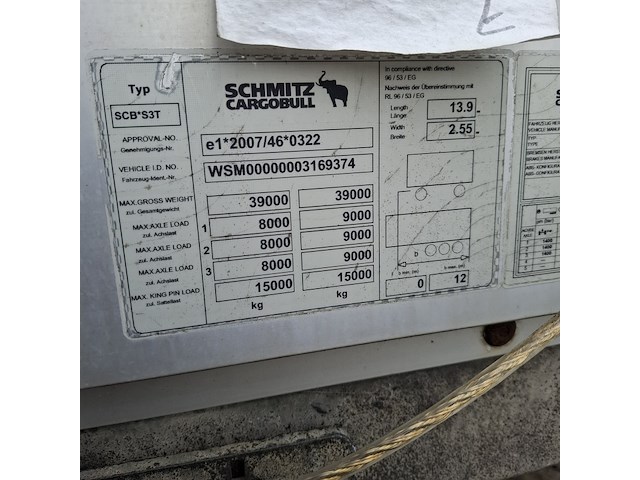 Typ
SCHMITZ
CARGOBULL
SCB*S3T
APPROVAL-NO.
Genehmigungs-Nr.
e1*2007/46*0322
VEHICLE I.D. NO.
Fahrzeug-Ident.-Nr.
WSM00000003169374
MAX.GROSS WEIGHT
zul. Gesamtgewicht
39000 39000
MAX.AXLE LOAD 1 8000 9000
zul. Achslast
MAX.AXLE LOAD 2 8000 9000
zul. Achslast
MAX.AXLE LOAD 3 8000 9000
zul. Achslast
MAX. KING PIN LOAD 15000 15000
zul. Sattellast
kg kg
In compliance with directive
96 / 53 / EG
Nachweis der Übereinstimmung mit
RL 96 / 53 / EG
Length 13.9 m
Länge
Width 2.55 m
Breite
b
0 12